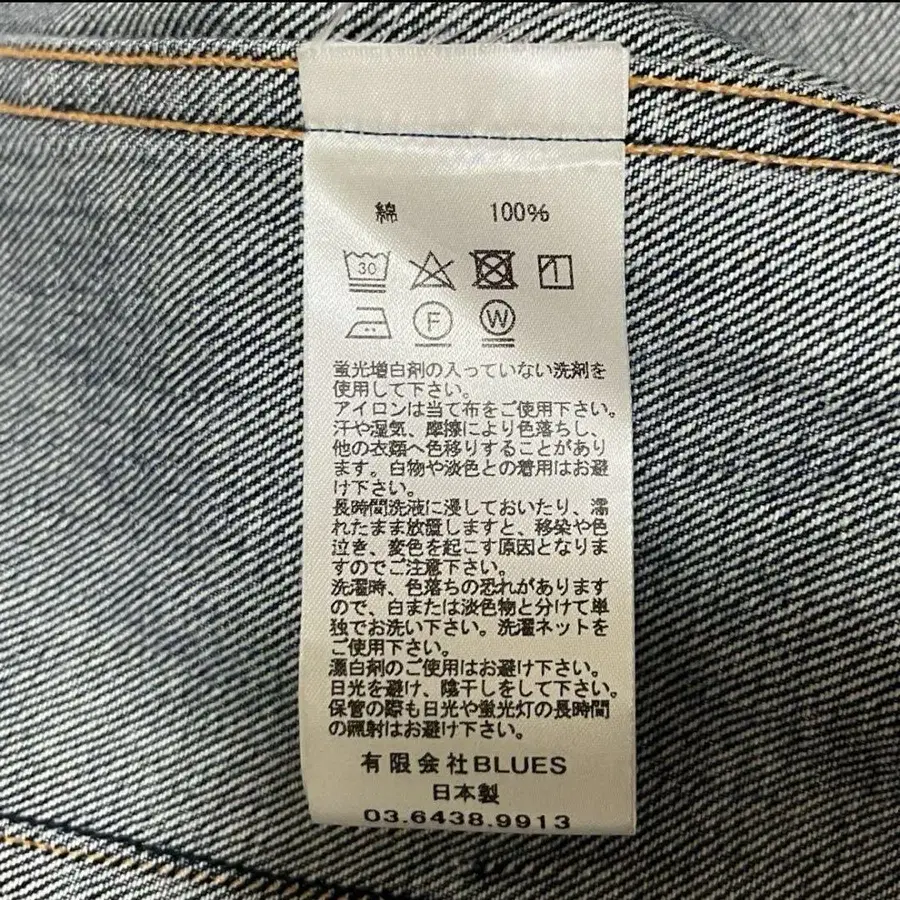 綿 100%
30
F W
蛍光増白剤の入っていない洗剤を
使用して下さい。
アイロンは当て布をご使用下さい。
汗や湿気、摩擦により色落ちし、
他の衣類へ色移りすることがあり
ます。白物や淡色との着用はお避
け下さい。
長時間洗液に浸しておいたり、濡
れたまま放置しますと、移染や色
泣き、変色を起こす原因となりま
すのでご注意下さい。
洗濯時、色落ちの恐れがあります
ので、白または淡色物と分けて単
独でお洗い下さい。洗濯ネットを
ご使用下さい。
漂白剤のご使用はお避け下さい。
日光を避け、陰干しをして下さい。
保管の際も日光や蛍光灯の長時間
の照射はお避け下さい。
有限会社BLUES
日本製
03.6438.9913